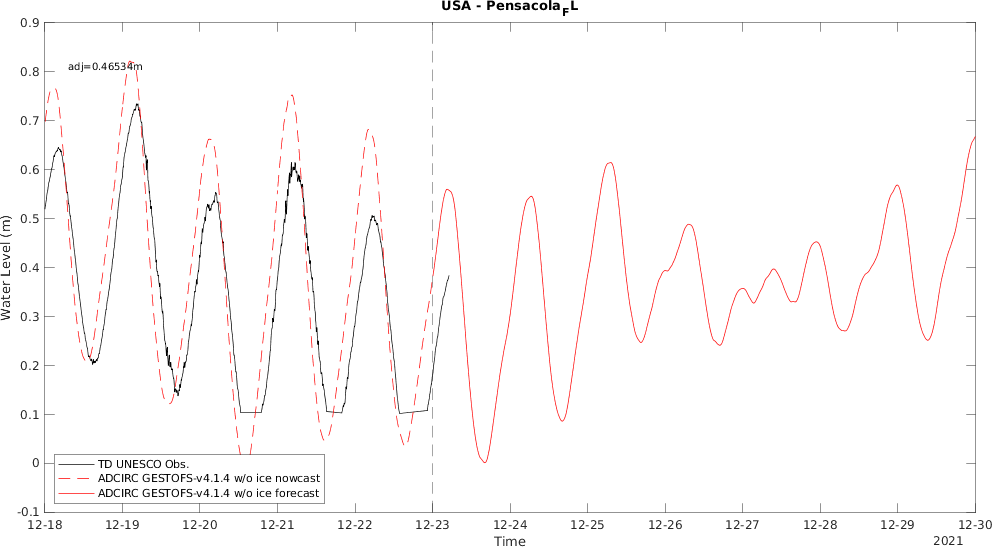 USA - Pensacola_FL
adj=0.46534m
Water Level (m)
0.9
0.8
0.7
0.6
0.5
0.4
0.3
0.2
0.1
0
-0.1
TD UNESCO Obs.
ADCIRC GESTOFS-v4.1.4 w/o ice nowcast
ADCIRC GESTOFS-v4.1.4 w/o ice forecast
12-18 12-19 12-20 12-21 12-22 12-23 12-24 12-25 12-26 12-27 12-28 12-29 12-30
Time
2021